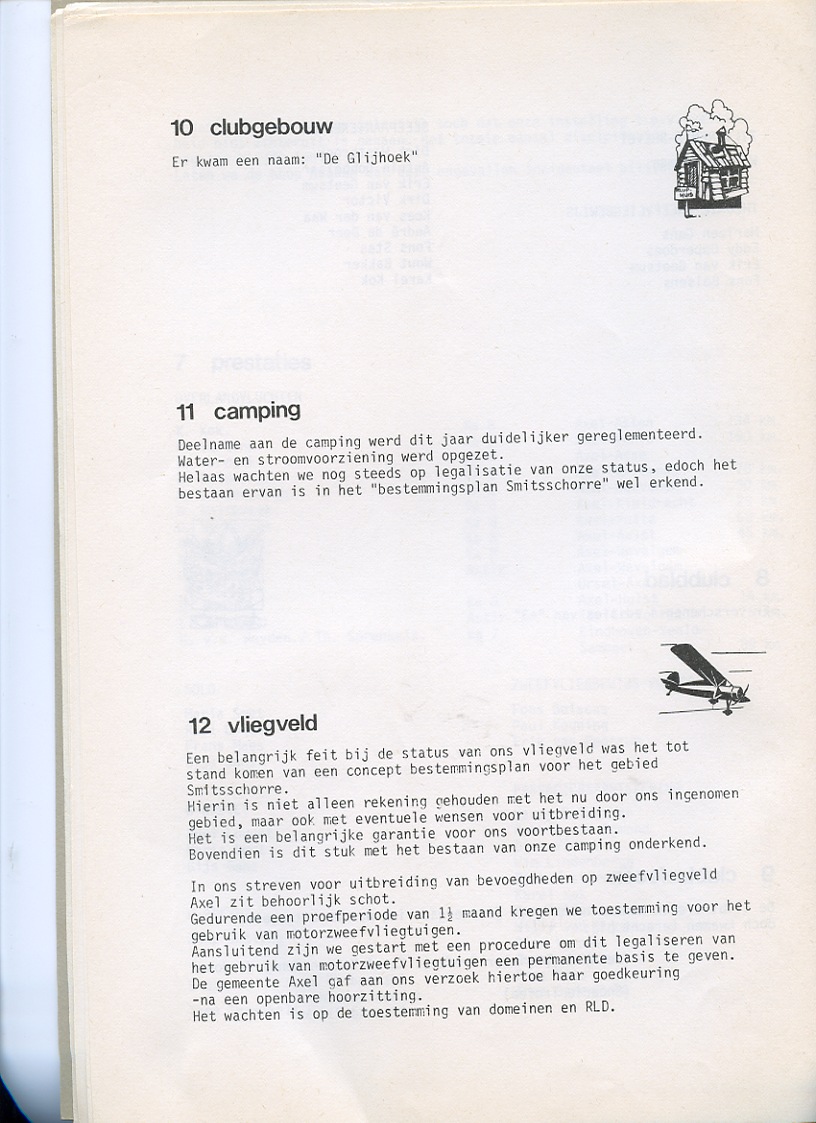 10 clubgebouw
Er kwam een naam: "De Glijhoek"
11 camping
Deelname aan de camping werd dit jaar duidelijker gereglementeerd.
Water- en stroomvoorziening werd opgezet.
Helaas wachten we nog steeds op legalisatie van onze status, edoch het
bestaan ervan is in het "bestemmingsplan Smitsschorre" wel erkend.
12 vliegveld
Een belangrijk feit bij de status van ons vliegveld was het tot
stand komen van een concept bestemmingsplan voor het gebied
Smitsschorre.
Hierin is niet alleen rekening gehouden met het nu door ons ingenomen
gebied, maar ook met eventuele wensen voor uitbreiding.
Het is een belangrijke garantie voor ons voortbestaan.
Bovendien is dit stuk met het bestaan van onze camping onderkend.
In ons streven voor uitbreiding van bevoegdheden op zweefvliegveld
Axel zit behoorlijk schot.
Gedurende een proefperiode van 1½ maand kregen we toestemming voor het
gebruik van motorzweefvliegtuigen.
Aansluitend zijn we gestart met een procedure om dit legaliseren van
het gebruik van motorzweefvliegtuigen een permanente basis te geven.
De gemeente Axel gaf aan ons verzoek hiertoe haar goedkeuring
-na een openbare hoorzitting.
Het wachten is op de toestemming van domeinen en RLD.